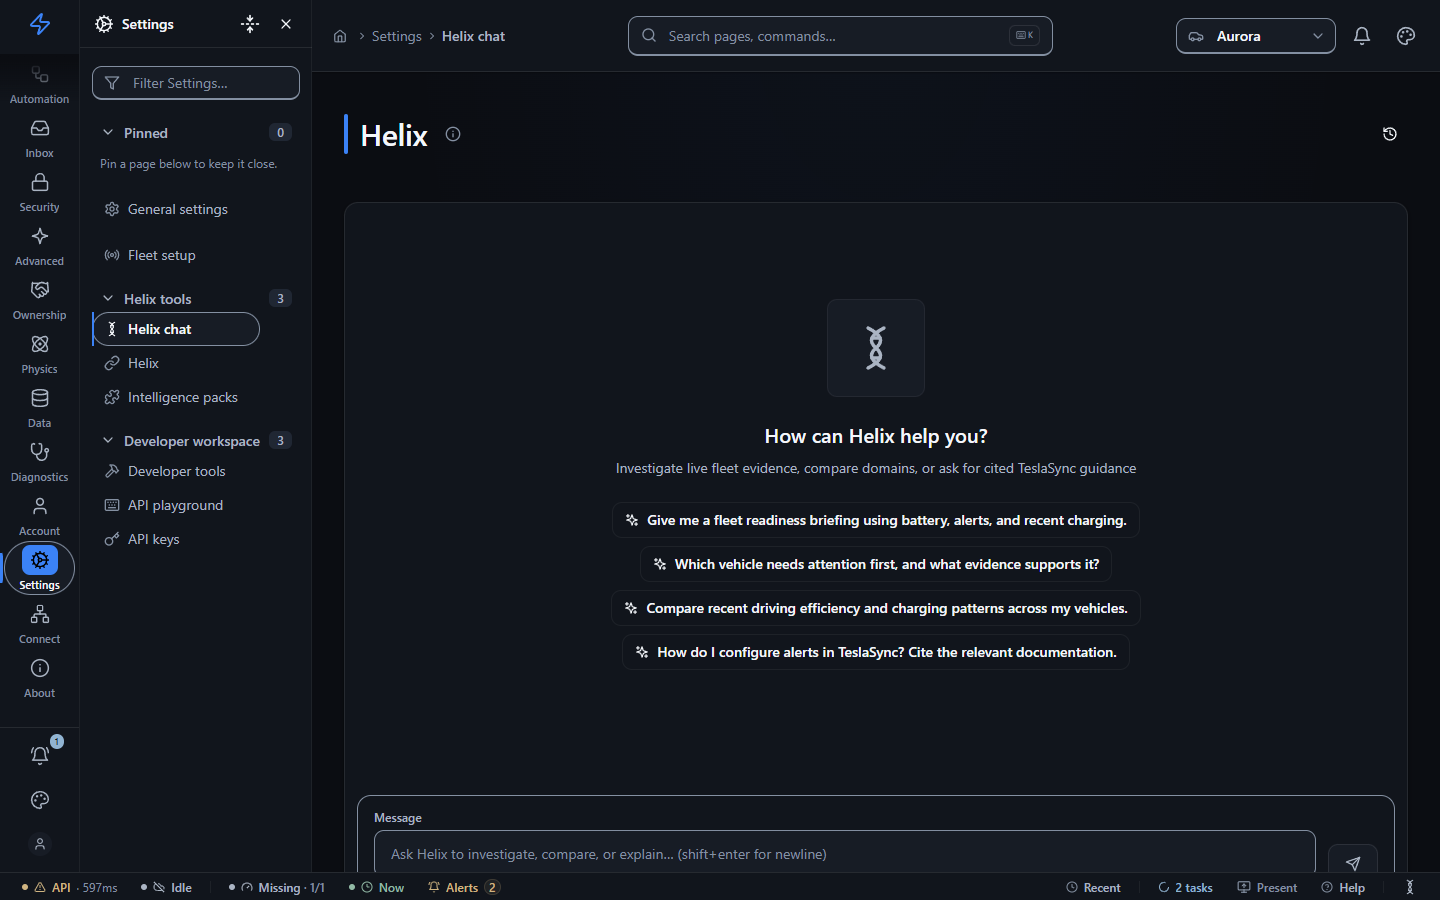 Settings
Automation
Inbox
Security
Advanced
Ownership
Physics
Data
Diagnostics
Account
Settings
Connect
About
1
Filter Settings...
Pinned 0
Pin a page below to keep it close.
General settings
Fleet setup
Helix tools 3
Helix chat
Helix
Intelligence packs
Developer workspace 3
Developer tools
API playground
API keys
Settings Helix chat
Search pages, commands... K
Aurora
Helix
How can Helix help you?
Investigate live fleet evidence, compare domains, or ask for cited TeslaSync guidance
Give me a fleet readiness briefing using battery, alerts, and recent charging.
Which vehicle needs attention first, and what evidence supports it?
Compare recent driving efficiency and charging patterns across my vehicles.
How do I configure alerts in TeslaSync? Cite the relevant documentation.
Message
Ask Helix to investigate, compare, or explain... (shift+enter for newline)
API · 597ms Idle Missing · 1/1 Now Alerts 2 Recent 2 tasks Present Help